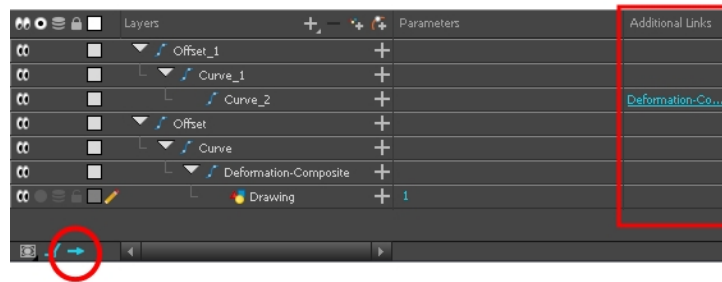 Layers Parameters Additional Links
Offset_1
Curve_1
Curve_2 Deformation-Co...
Offset
Curve
Deformation-Composite
Drawing 1